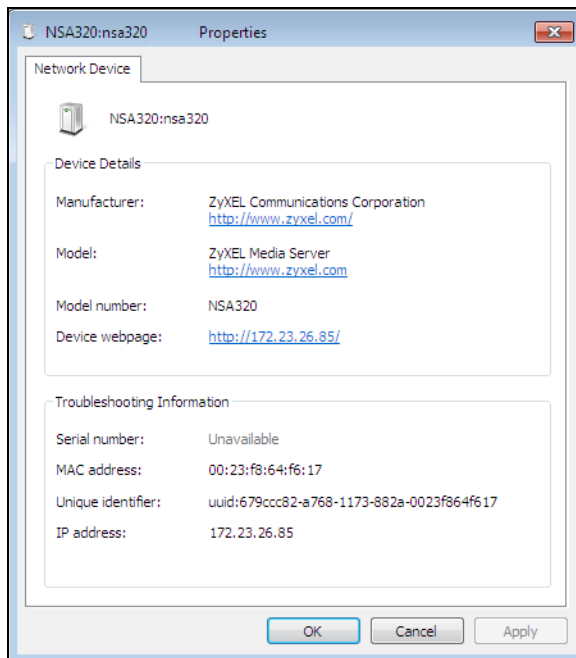 NSA320:nsa320 Properties
Network Device
NSA320:nsa320
Device Details
Manufacturer: ZyXEL Communications Corporation
http://www.zyxel.com/
Model: ZyXEL Media Server
http://www.zyxel.com
Model number: NSA320
Device webpage: http://172.23.26.85/
Troubleshooting Information
Serial number: Unavailable
MAC address: 00:23:f8:64:f6:17
Unique identifier: uuid:679ccc82-a768-1173-882a-0023f864f617
IP address: 172.23.26.85
OK Cancel Apply